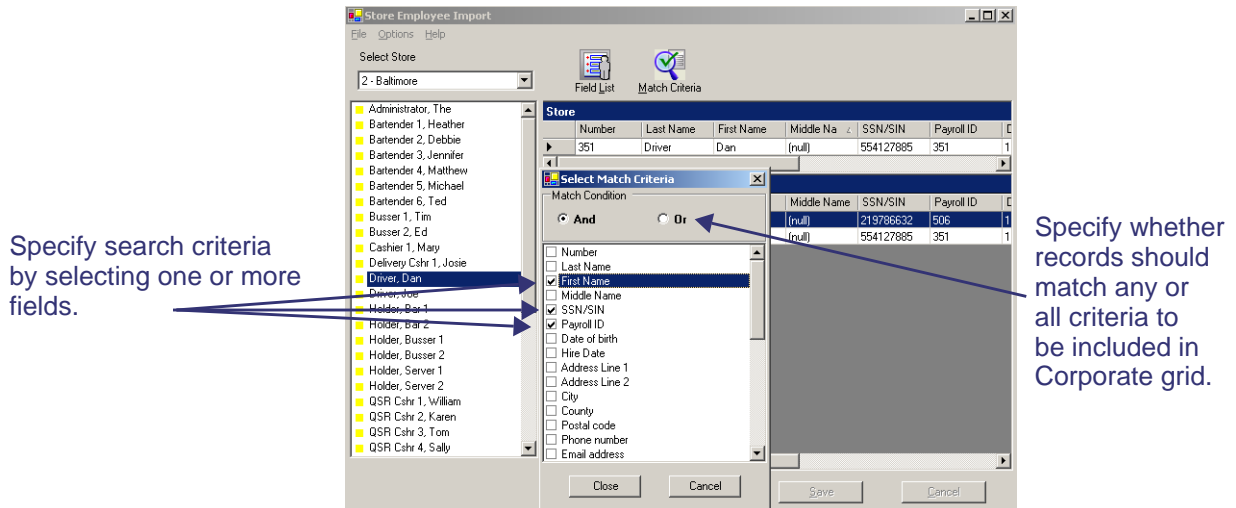 Store Employee Import
File Options Help
Select Store
2 - Baltimore
Field List
Match Criteria
Administrator, The
Bartender 1, Heather
Bartender 2, Debbie
Bartender 3, Jennifer
Bartender 4, Matthew
Bartender 5, Michael
Bartender 6, Ted
Busser 1, Tim
Busser 2, Ed
Cashier 1, Mary
Delivery Cshr 1, Josie
Driver, Dan
Driver, Joe
Holder, Bar 1
Holder, Bar 2
Holder, Busser 1
Holder, Busser 2
Holder, Server 1
Holder, Server 2
QSR Cshr 1, William
QSR Cshr 2, Karen
QSR Cshr 3, Tom
QSR Cshr 4, Sally
Store
Number Last Name First Name Middle Na SSN/SIN Payroll ID D
351 Driver Dan (null) 554127885 351 1
Middle Name SSN/SIN Payroll ID D
(null) 219786632 506 1
(null) 554127885 351 1
Select Match Criteria
Match Condition
And Or
Number
Last Name
First Name
Middle Name
SSN/SIN
Payroll ID
Date of birth
Hire Date
Address Line 1
Address Line 2
City
County
Postal code
Phone number
Email address
Close Cancel
Save Cancel
Specify search criteria
by selecting one or more
fields.
Specify whether
records should
match any or
all criteria to
be included in
Corporate grid.